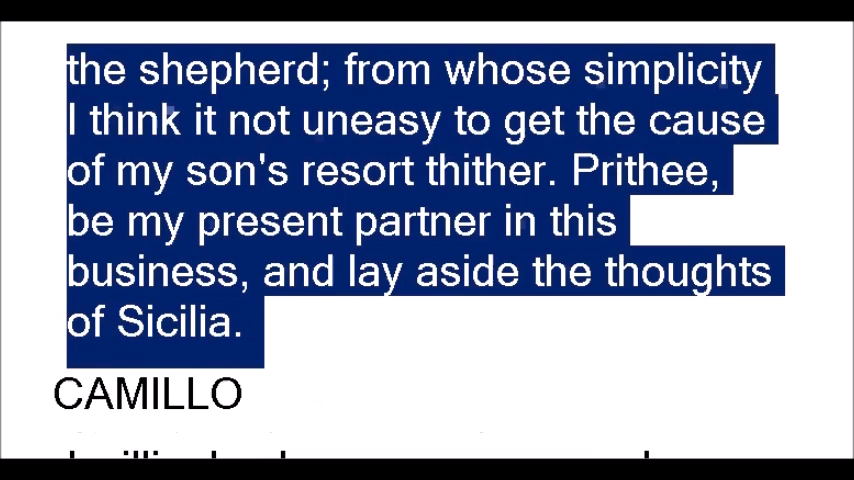 the shepherd; from whose simplicity
I think it not uneasy to get the cause
of my son's resort thither. Prithee,
be my present partner in this
business, and lay aside the thoughts
of Sicilia.
CAMILLO